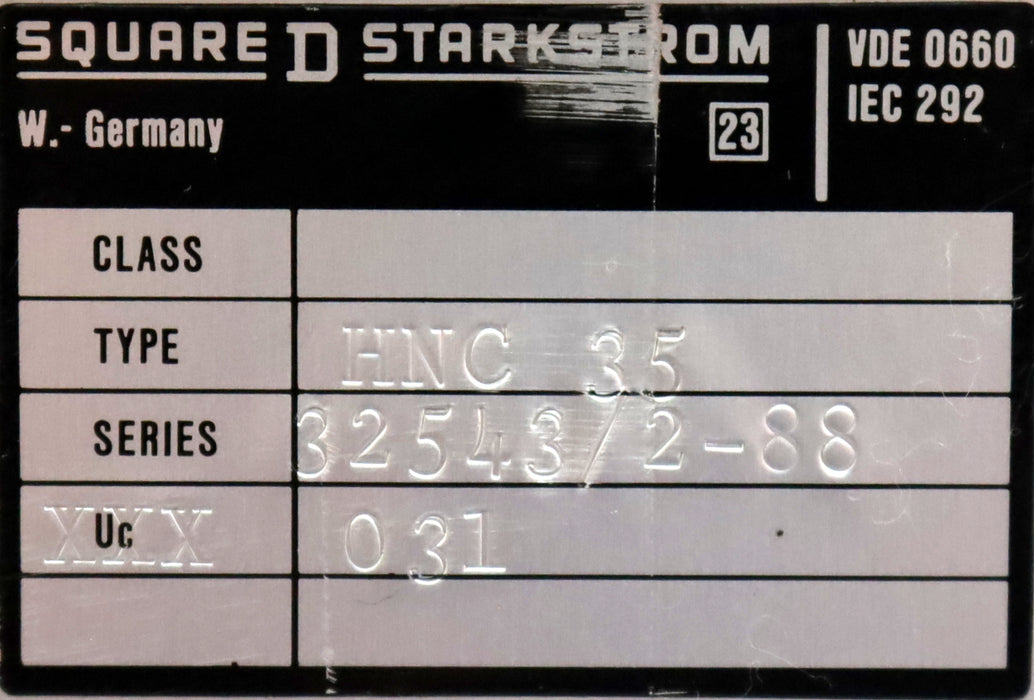 SQUARE D STARKSTROM
VDE 0660
IEC 292
W.- Germany
23
CLASS
TYPE HNC 35
SERIES 32543/2-88
XXX Uc 031